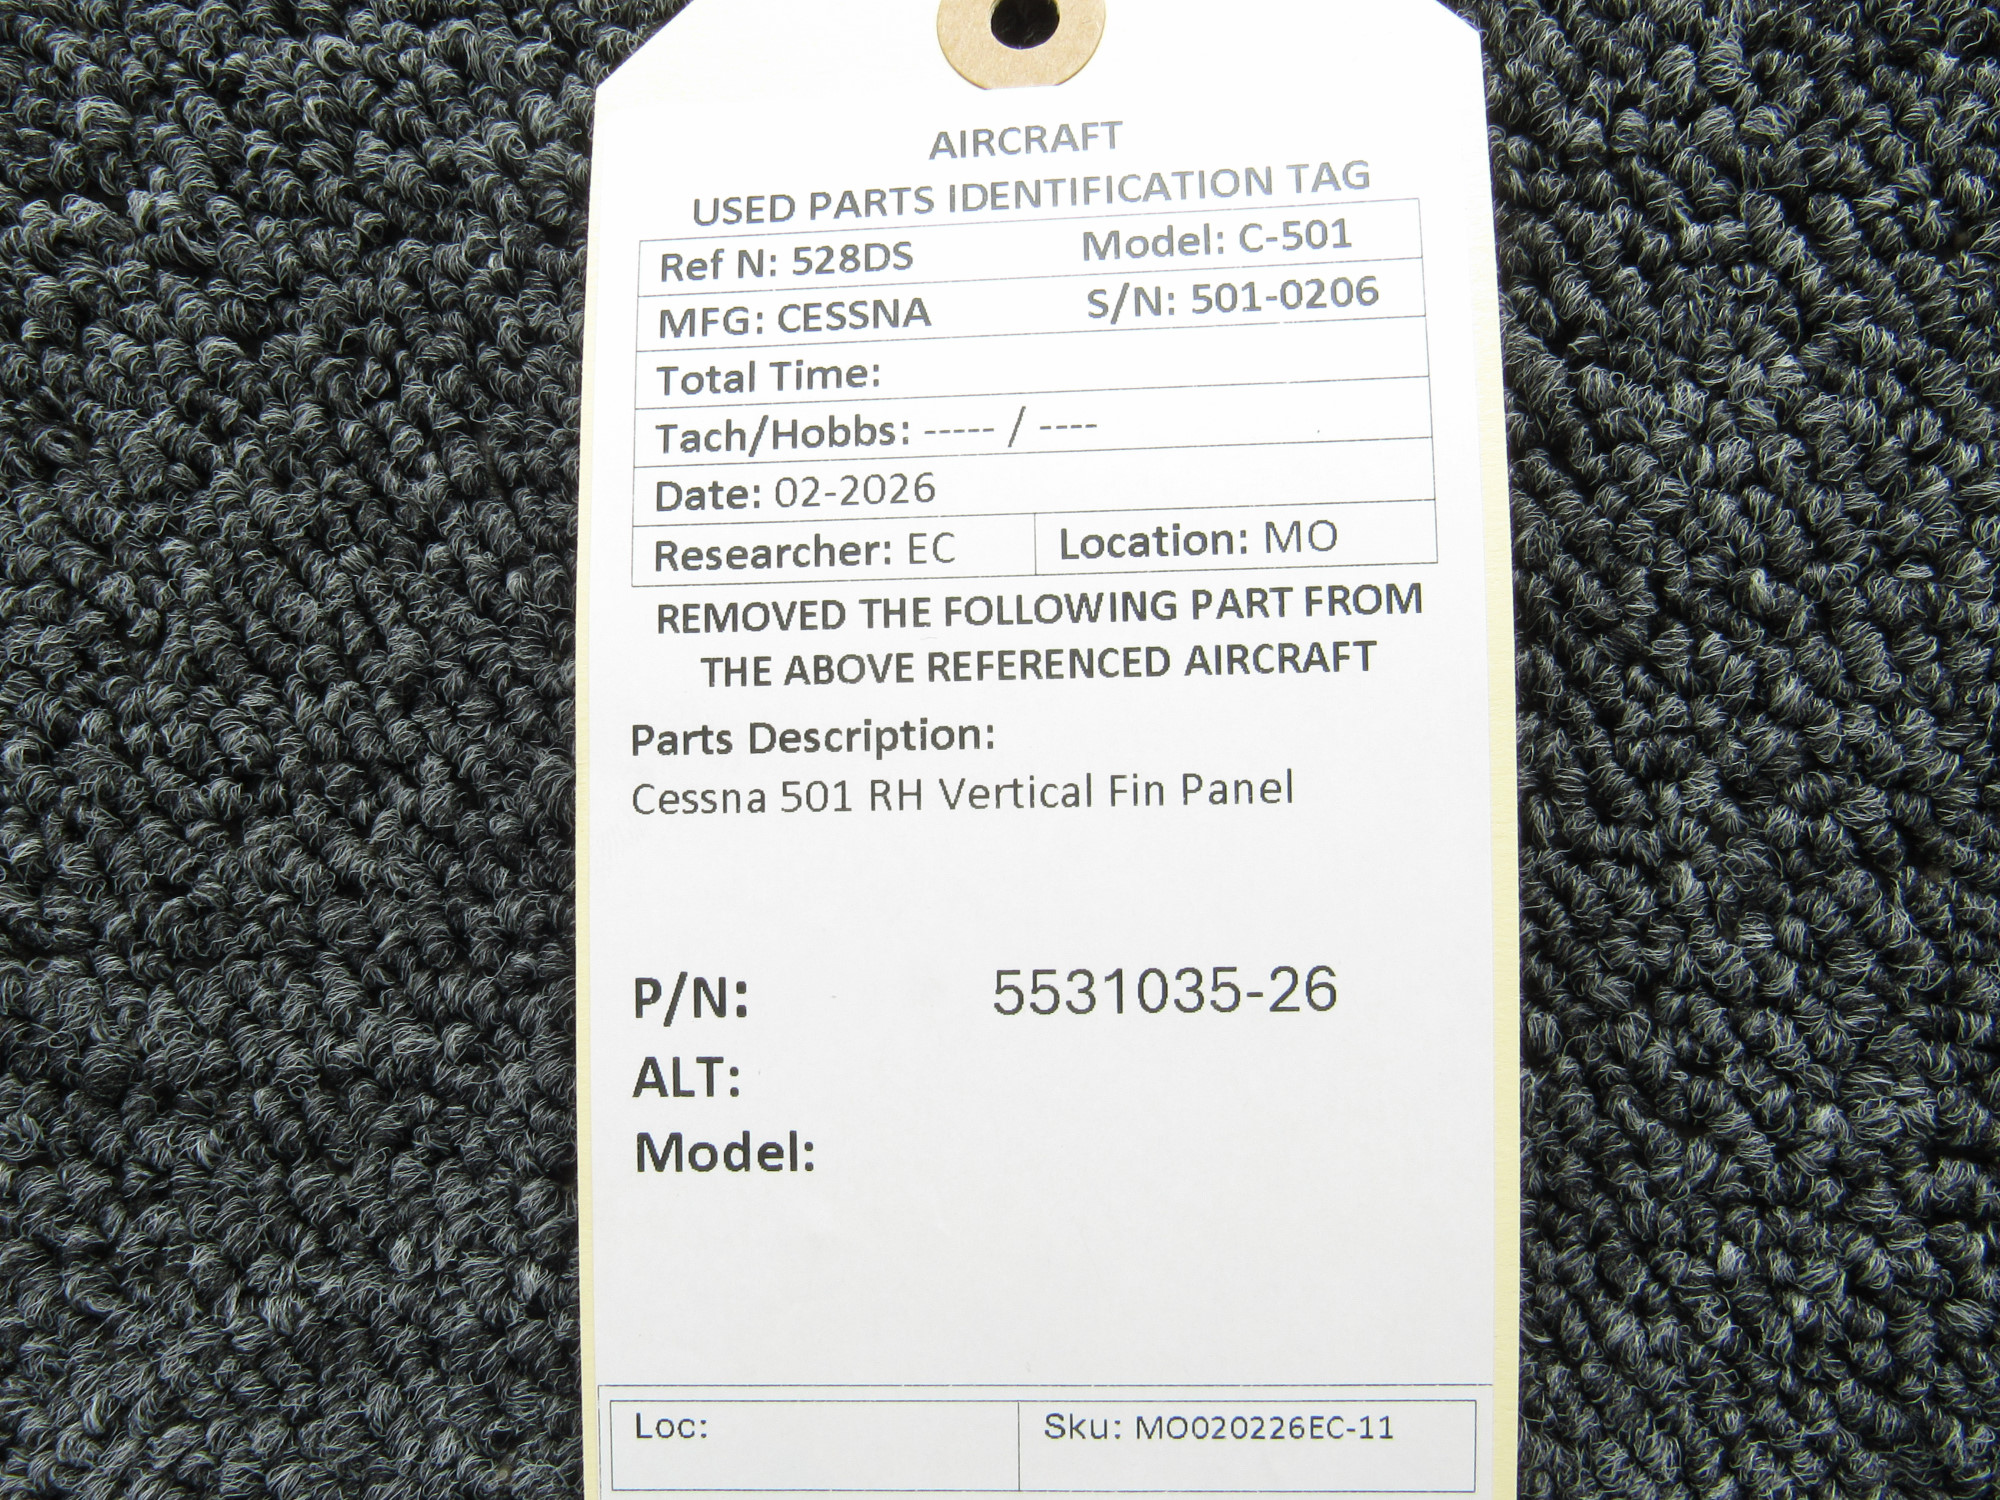 AIRCRAFT
USED PARTS IDENTIFICATION TAG
Ref N: 528DS Model: C-501
MFG: CESSNA S/N: 501-0206
Total Time:
Tach/Hobbs: ----- / ----
Date: 02-2026
Researcher: EC Location: MO
REMOVED THE FOLLOWING PART FROM
THE ABOVE REFERENCED AIRCRAFT
Parts Description:
Cessna 501 RH Vertical Fin Panel
P/N: 5531035-26
ALT:
Model:
Loc: Sku: MO020226EC-11